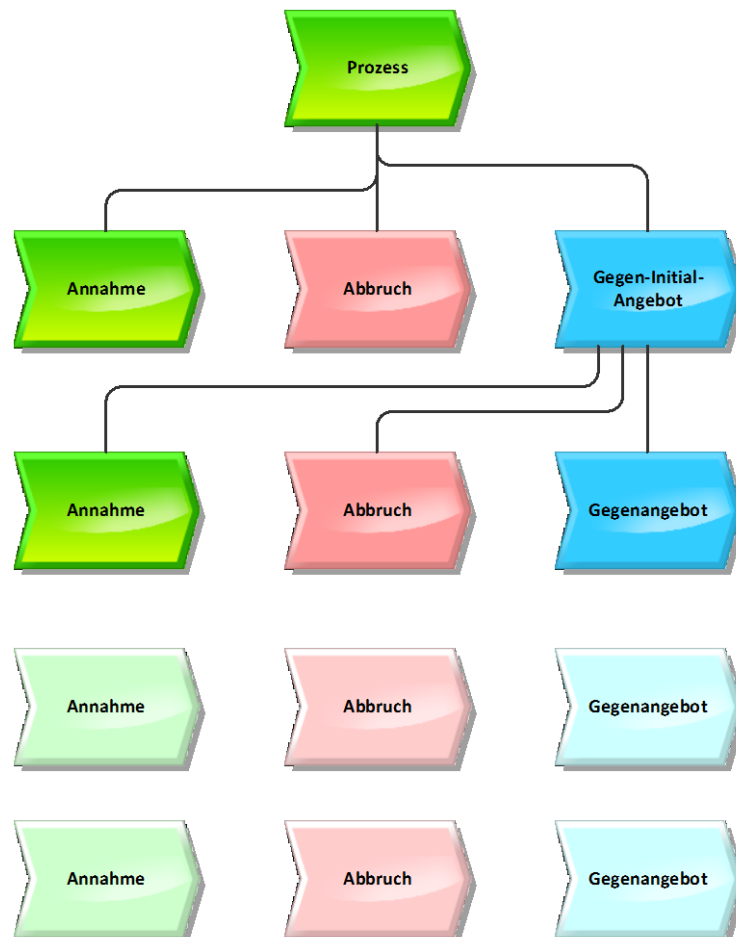 Prozess
Annahme
Abbruch
Gegen-Initial-
Angebot
Annahme
Abbruch
Gegenangebot
Annahme
Abbruch
Gegenangebot
Annahme
Abbruch
Gegenangebot